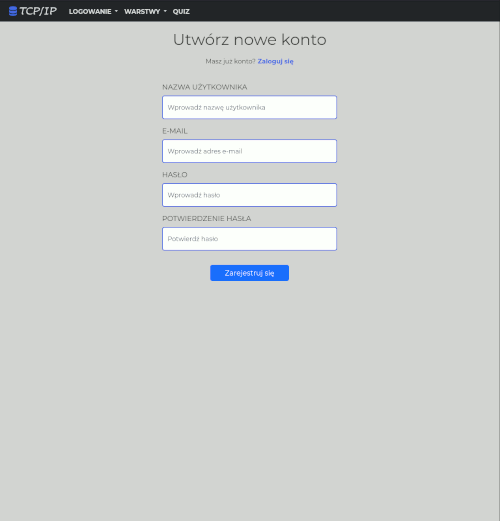 TCP/IP LOGOWANIE WARSTWY QUIZ
Utwórz nowe konto
Masz już konto? Zaloguj się
NAZWA UŻYTKOWNIKA
Wprowadź nazwę użytkownika
E-MAIL
Wprowadź adres e-mail
HASŁO
Wprowadź hasło
POTWIERDZENIE HASŁA
Potwierdź hasło
Zarejestruj się